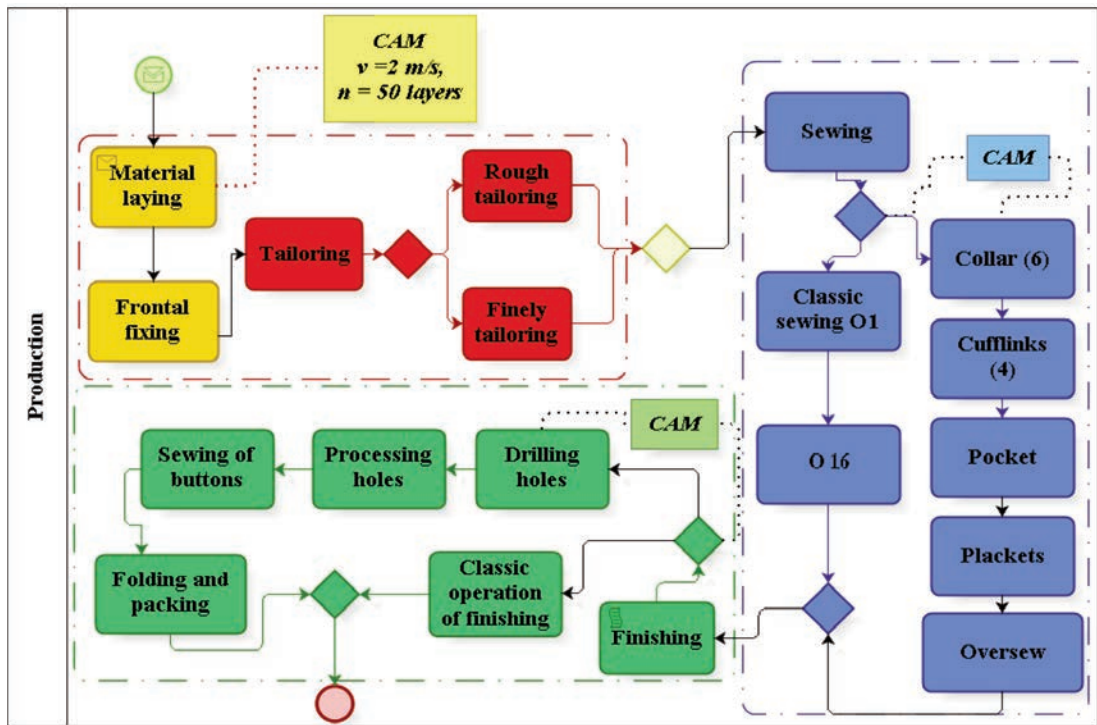 Production
CAM
v =2 m/s,
n = 50 layers
Material
laying
Frontal
fixing
Tailoring
Rough
tailoring
Finely
tailoring
Sewing
CAM
Classic
sewing O1
O 16
Collar (6)
Cufflinks
(4)
Pocket
Plackets
Oversew
Finishing
CAM
Drilling
holes
Processing
holes
Sewing of
buttons
Folding and
packing
Classic
operation
of finishing